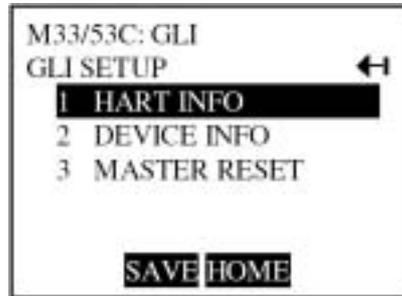 M33/53C: GLI
GLI SETUP
1 HART INFO
2 DEVICE INFO
3 MASTER RESET
SAVE HOME